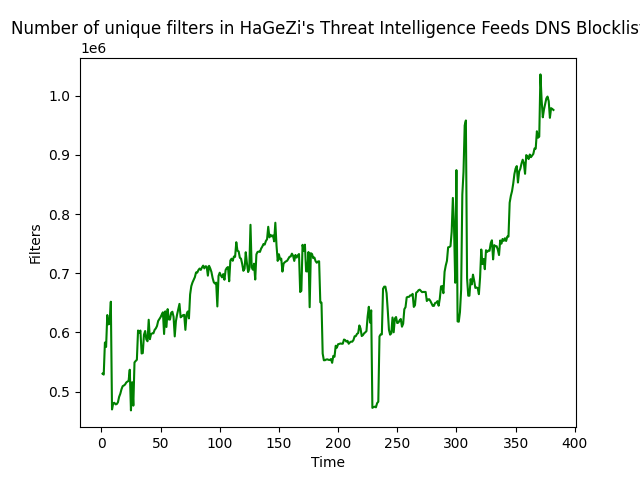 Number of unique filters in HaGeZi's Threat Intelligence Feeds DNS Blocklist
1e6
1.0
0.9
0.8
0.7
0.6
0.5
Filters
0 50 100 150 200 250 300 350 400
Time